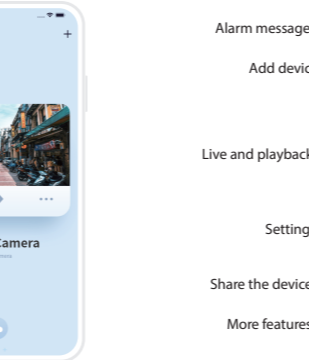 +
Camera
Alarm message
Add devic
Live and playback
Setting
Share the device
More features